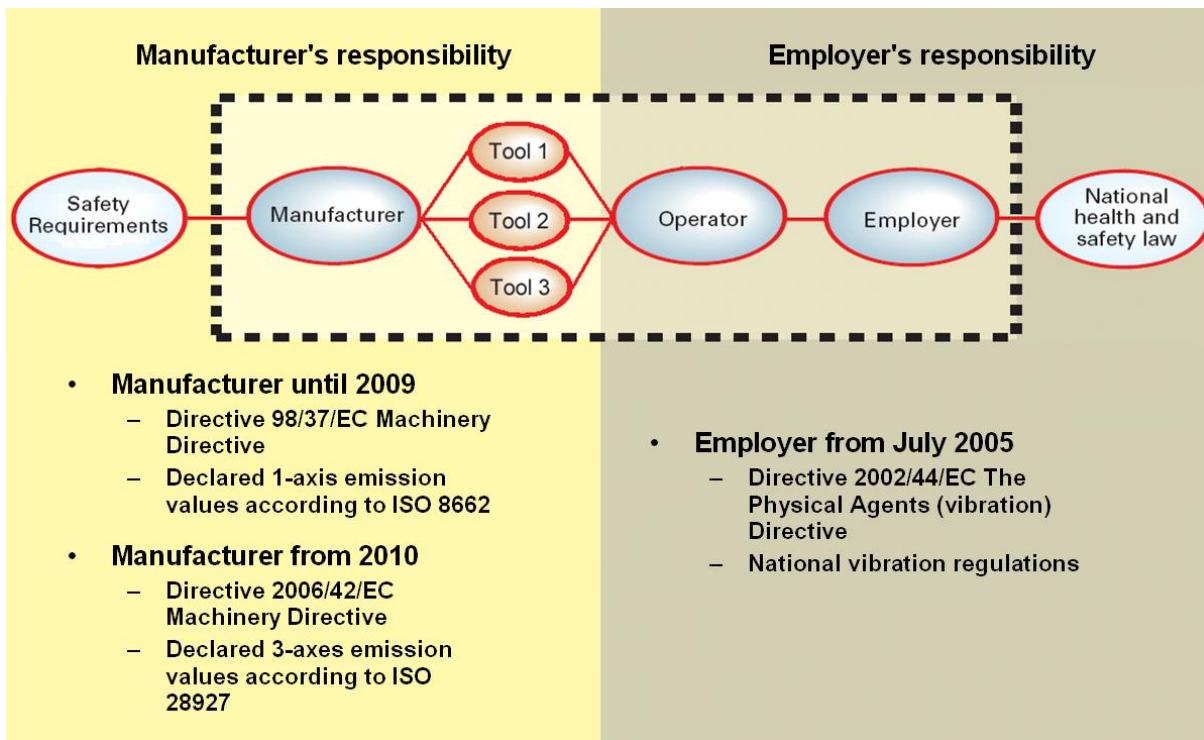 Manufacturer's responsibility
Employer's responsibility
Safety
Requirements
Manufacturer
Tool 1
Tool 2
Tool 3
Operator
Employer
National
health and
safety law
• Manufacturer until 2009
– Directive 98/37/EC Machinery
Directive
– Declared 1-axis emission
values according to ISO 8662
• Manufacturer from 2010
– Directive 2006/42/EC
Machinery Directive
– Declared 3-axes emission
values according to ISO
28927
• Employer from July 2005
– Directive 2002/44/EC The
Physical Agents (vibration)
Directive
– National vibration regulations